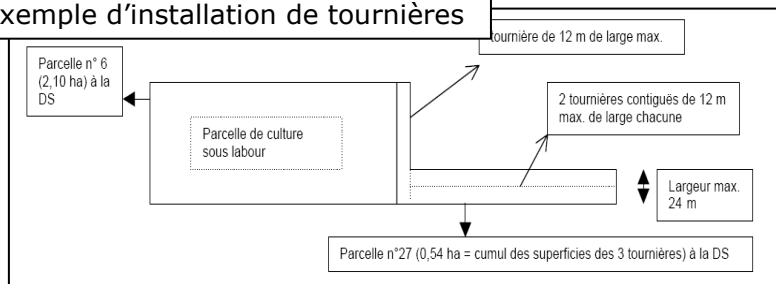 xemple d'installation de tournières
tournière de 12 m de large max.
Parcelle n° 6
(2,10 ha) à la
DS
2 tournières contiguës de 12 m
max. de large chacune
Parcelle de culture
sous labour
Largeur max.
24 m
Parcelle n°27 (0,54 ha = cumul des superficies des 3 tournières) à la DS